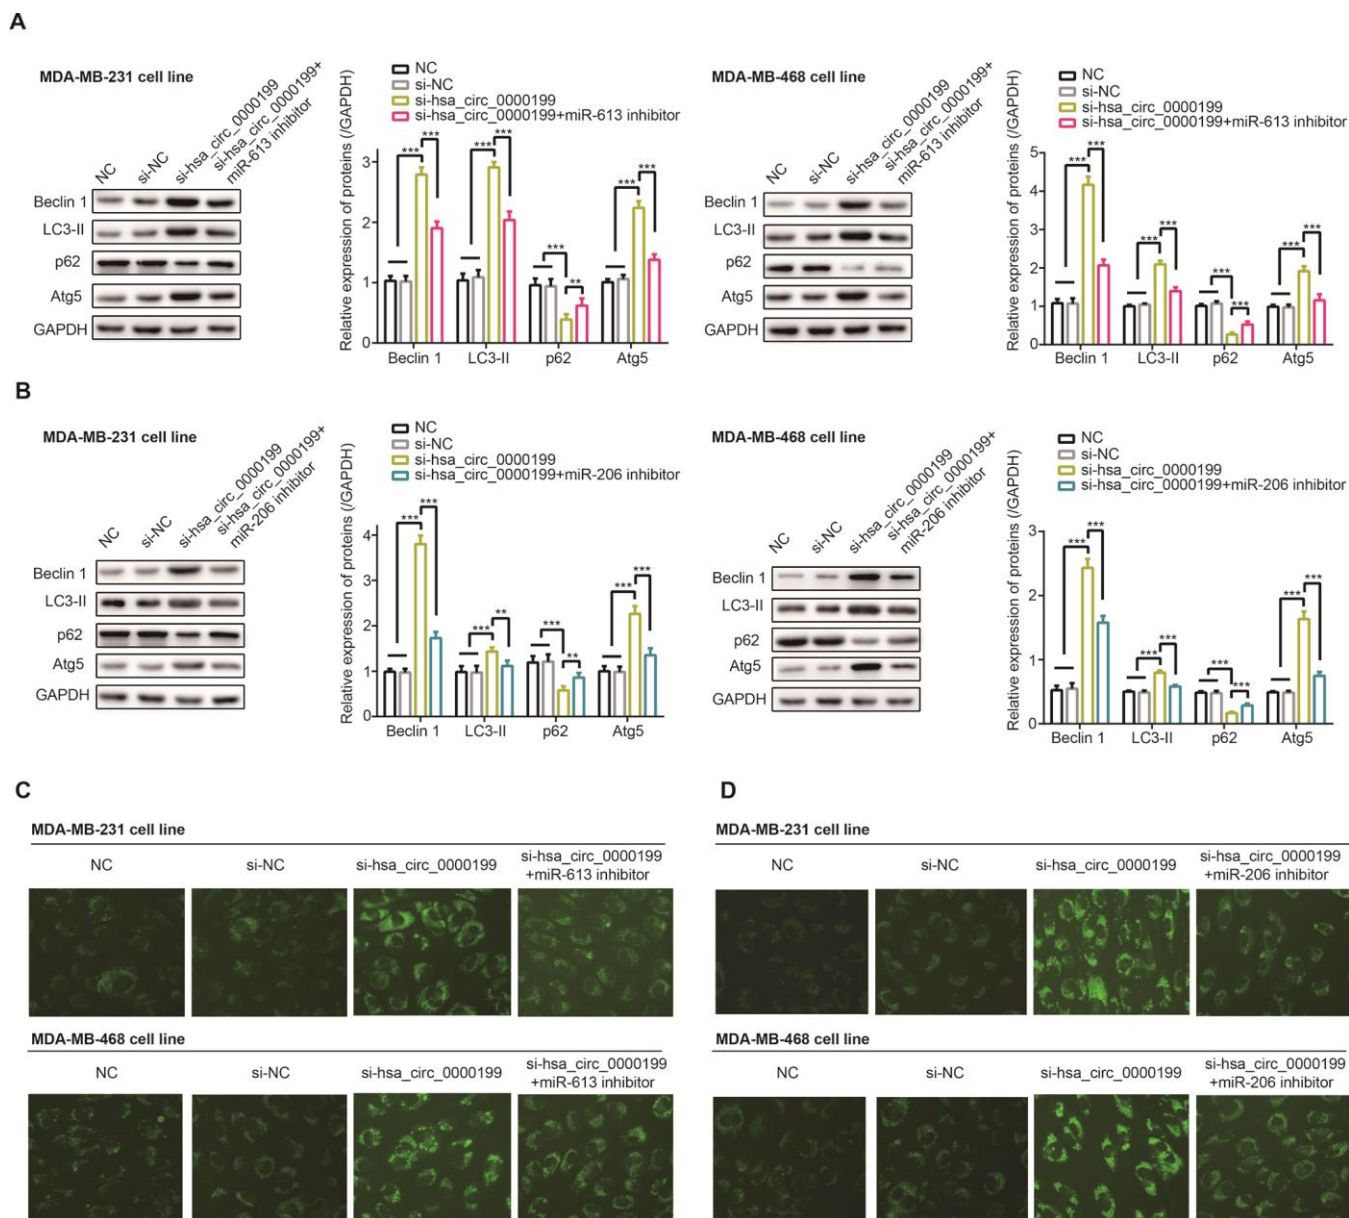 A
MDA-MB-231 cell line
NC
si-NC
si-hsa_circ_0000199
si-hsa_circ_0000199+
miR-613 inhibitor
Beclin 1
LC3-II
p62
Atg5
GAPDH
NC
si-NC
si-hsa_circ_0000199
si-hsa_circ_0000199+miR-613 inhibitor
Relative expression of proteins (/GAPDH)
3
2
1
0
*** ***
*** ***
***
**
*** ***
Beclin 1 LC3-II p62 Atg5
MDA-MB-468 cell line
NC
si-NC
si-hsa_circ_0000199
si-hsa_circ_0000199+
miR-613 inhibitor
Beclin 1
LC3-II
p62
Atg5
GAPDH
NC
si-NC
si-hsa_circ_0000199
si-hsa_circ_0000199+miR-613 inhibitor
Relative expression of proteins (/GAPDH)
5
4
3
2
1
0
*** ***
*** ***
***
***
*** ***
Beclin 1 LC3-II p62 Atg5
B
MDA-MB-231 cell line
NC
si-NC
si-hsa_circ_0000199
si-hsa_circ_0000199+
miR-206 inhibitor
Beclin 1
LC3-II
p62
Atg5
GAPDH
NC
si-NC
si-hsa_circ_0000199
si-hsa_circ_0000199+miR-206 inhibitor
Relative expression of proteins (/GAPDH)
4
3
2
1
0
*** ***
*** **
***
**
*** ***
Beclin 1 LC3-II p62 Atg5
MDA-MB-468 cell line
NC
si-NC
si-hsa_circ_0000199
si-hsa_circ_0000199+
miR-206 inhibitor
Beclin 1
LC3-II
p62
Atg5
GAPDH
NC
si-NC
si-hsa_circ_0000199
si-hsa_circ_0000199+miR-206 inhibitor
Relative expression of proteins (/GAPDH)
3
2
1
0
*** ***
*** ***
***
***
*** ***
Beclin 1 LC3-II p62 Atg5
C
MDA-MB-231 cell line
NC si-NC si-hsa_circ_0000199 si-hsa_circ_0000199
+miR-613 inhibitor
MDA-MB-468 cell line
NC si-NC si-hsa_circ_0000199 si-hsa_circ_0000199
+miR-613 inhibitor
D
MDA-MB-231 cell line
NC si-NC si-hsa_circ_0000199 si-hsa_circ_0000199
+miR-206 inhibitor
MDA-MB-468 cell line
NC si-NC si-hsa_circ_0000199 si-hsa_circ_0000199
+miR-206 inhibitor